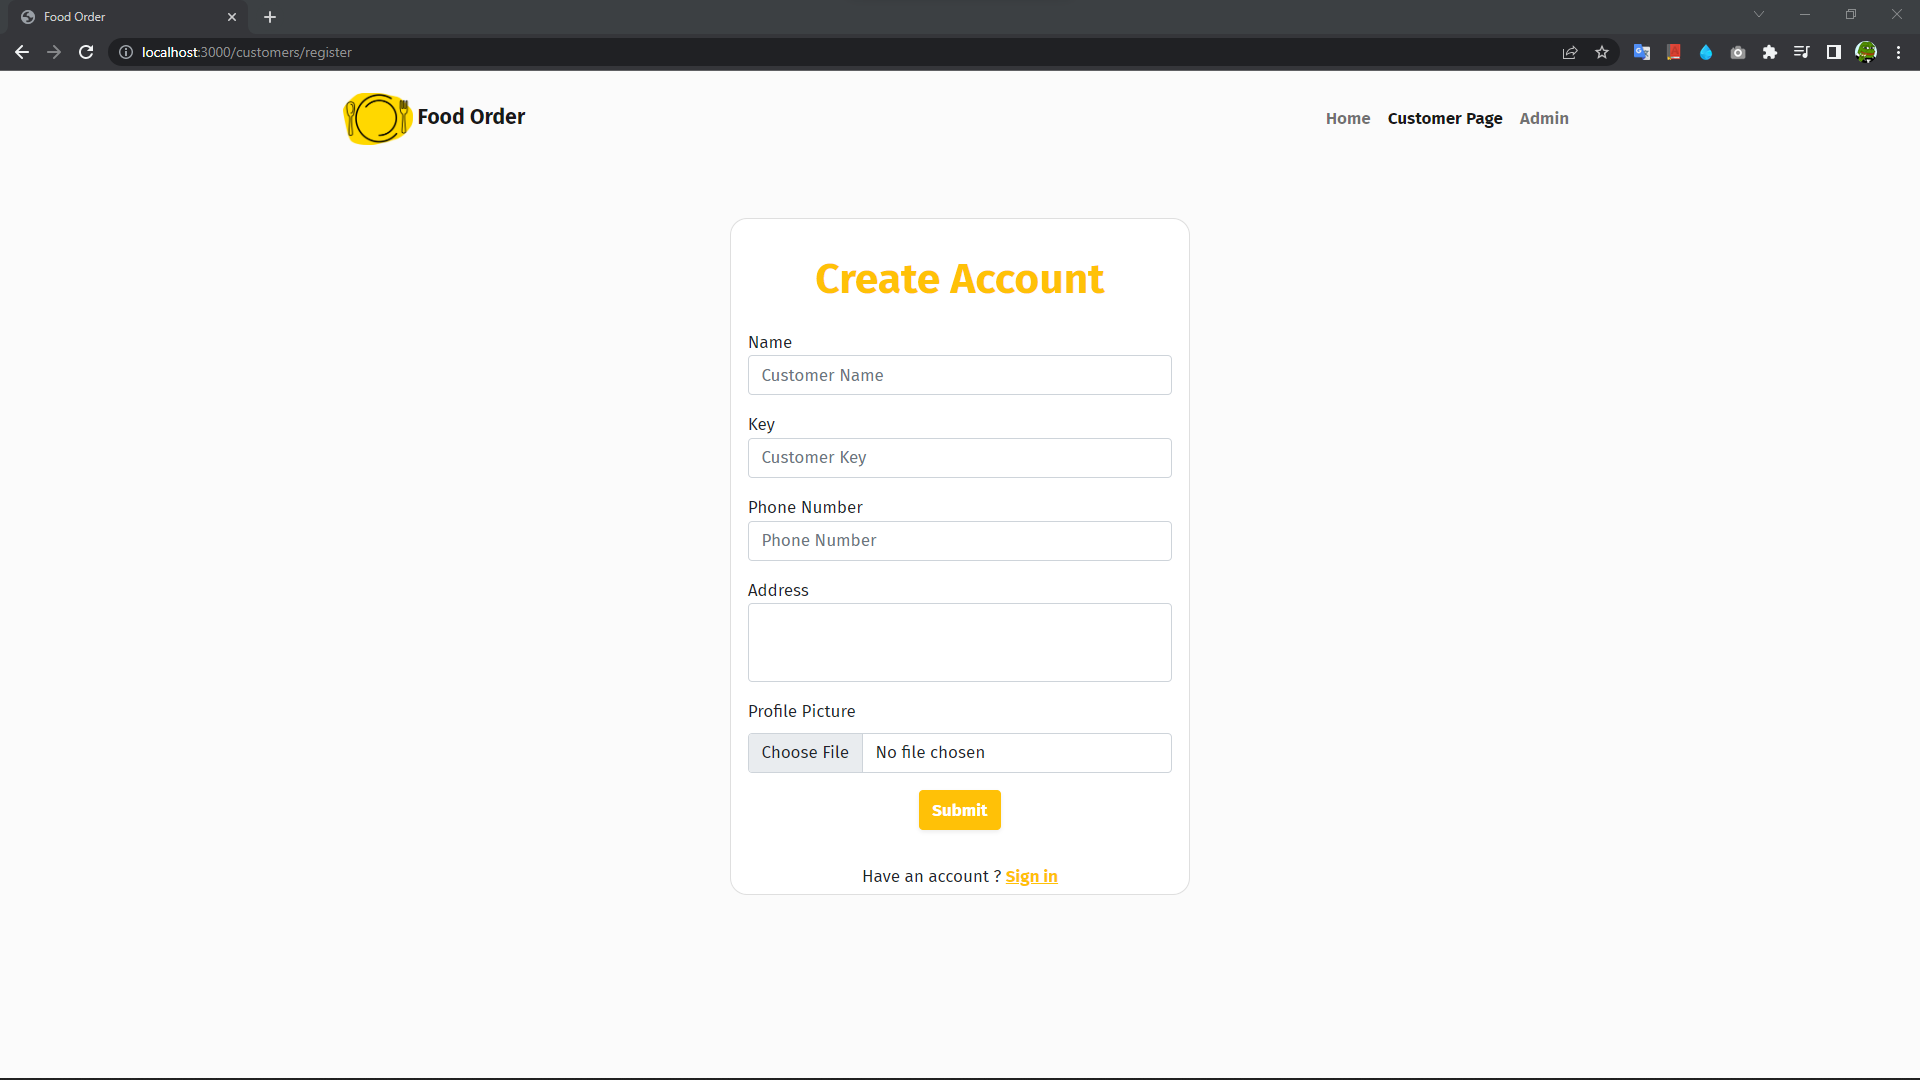 Food Order
localhost:3000/customers/register
Food Order
Home Customer Page Admin
Create Account
Name
Customer Name
Key
Customer Key
Phone Number
Phone Number
Address
Profile Picture
Choose File No file chosen
Submit
Have an account ? Sign in